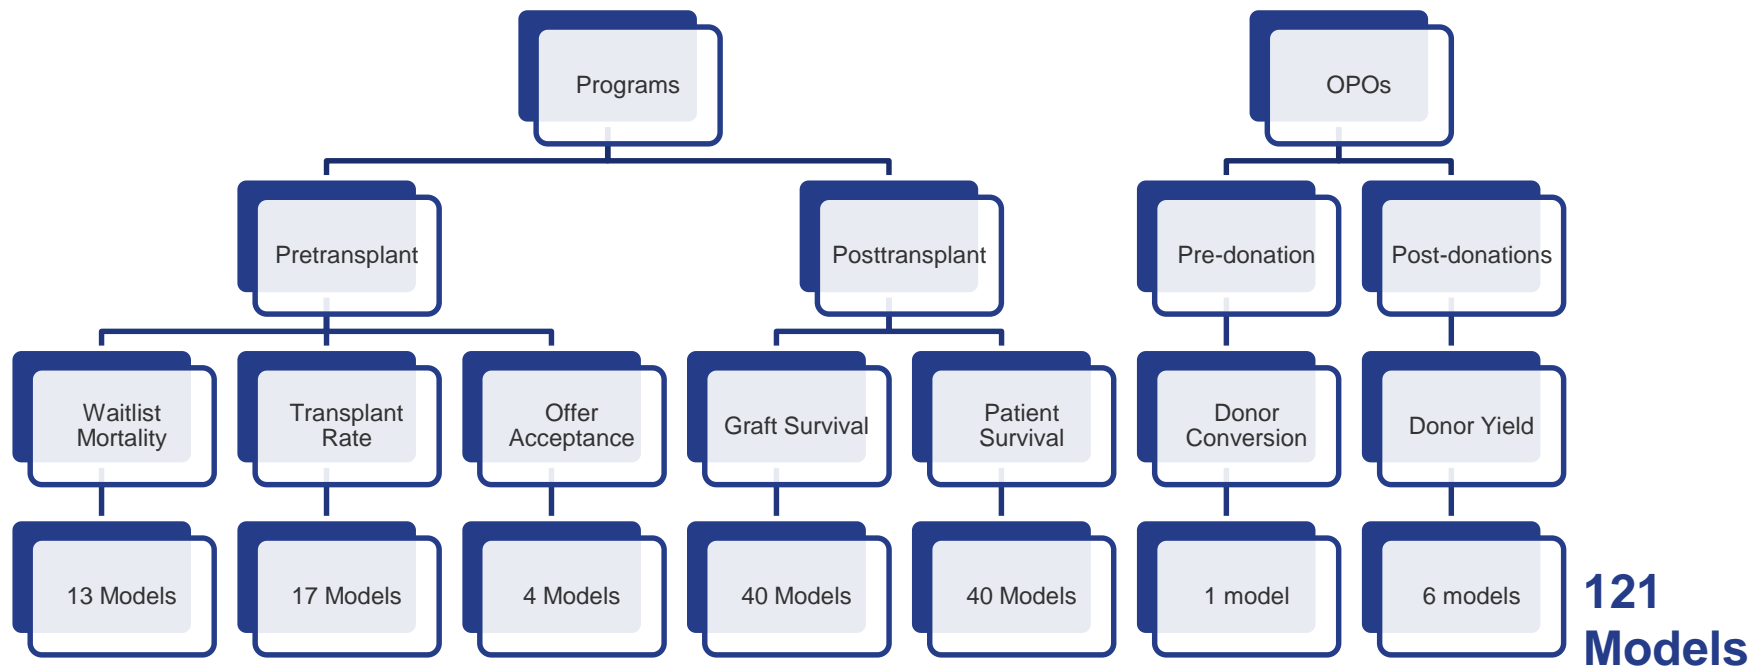 Programs
OPOs
Pretransplant
Posttransplant
Pre-donation
Post-donations
Waitlist
Mortality
Transplant
Rate
Offer
Acceptance
Graft Survival
Patient
Survival
Donor
Conversion
Donor Yield
13 Models
17 Models
4 Models
40 Models
40 Models
1 model
6 models
121
Models